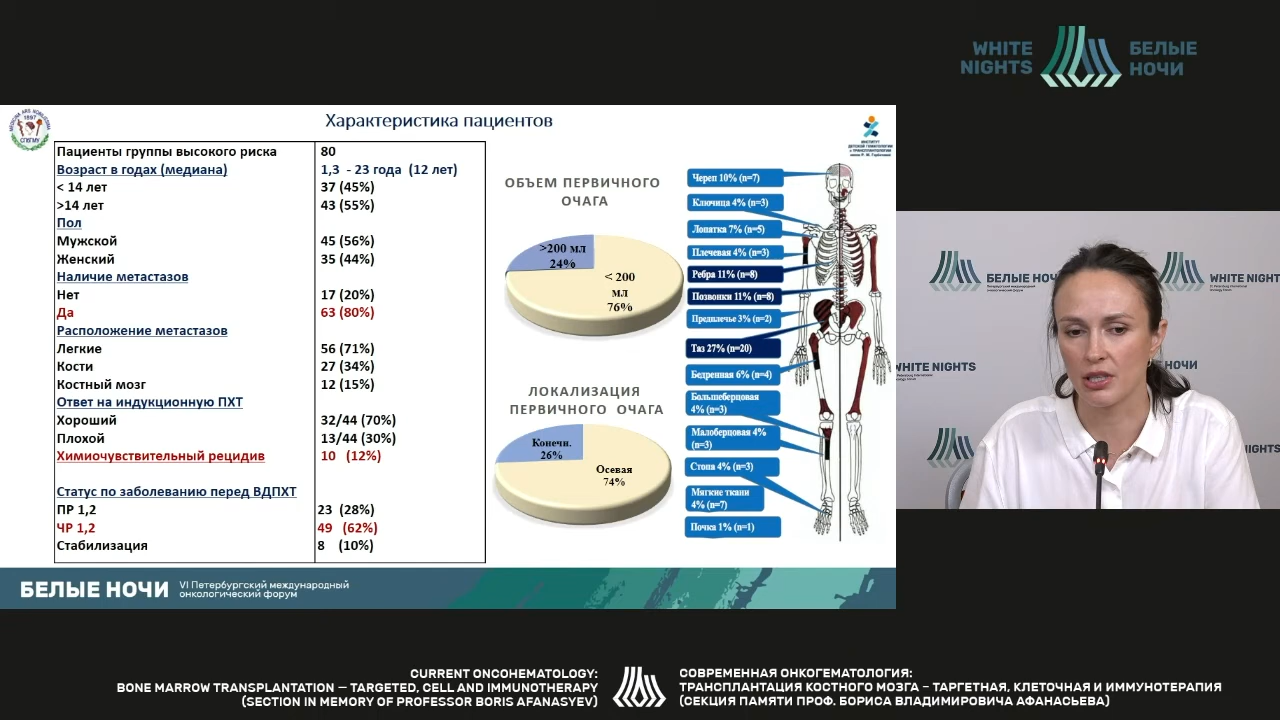 WHITE
NIGHTS
БЕЛЫЕ
НОЧИ
Характеристика пациентов
Пациенты группы высокого риска 80
Возраст в годах (медиана) 1,3 - 23 года (12 лет)
< 14 лет 37 (45%)
>14 лет 43 (55%)
Пол
Мужской 45 (56%)
Женский 35 (44%)
Наличие метастазов
Нет 17 (20%)
Да 63 (80%)
Расположение метастазов
Легкие 56 (71%)
Кости 27 (34%)
Костный мозг 12 (15%)
Ответ на индукционную ПХТ
Хороший 32/44 (70%)
Плохой 13/44 (30%)
Химиочувствительный рецидив 10 (12%)
Статус по заболеванию перед ВДПХТ
ПР 1,2 23 (28%)
ЧР 1,2 49 (62%)
Стабилизация 8 (10%)
ОБЪЕМ ПЕРВИЧНОГО
ОЧАГА
>200 мл
24%
< 200
мл
76%
ЛОКАЛИЗАЦИЯ
ПЕРВИЧНОГО ОЧАГА
Конечн.
26%
Осевая
74%
Череп 10% (n=7)
Ключица 4% (n=3)
Лопатка 7% (n=5)
Плечевая 4% (n=3)
Ребра 11% (n=8)
Позвонки 11% (n=8)
Предплечье 3% (n=2)
Таз 27% (n=20)
Бедренная 6% (n=4)
Большеберцовая
4% (n=3)
Малоберцовая 4%
(n=3)
Стопа 4% (n=3)
Мягкие ткани
4% (n=7)
Почка 1% (n=1)
БЕЛЫЕ НОЧИ
VI Петербургский международный
онкологический форум
БЕЛЫЕ НОЧ
WHITE NIGHTS
WHITE NIGHTS
НОЧИ
IGHTS
CURRENT ONCOHEMATOLOGY:
BONE MARROW TRANSPLANTATION – TARGETED, CELL AND IMMUNOTHERAPY
(SECTION IN MEMORY OF PROFESSOR BORIS AFANASYEV)
СОВРЕМЕННАЯ ОНКОГЕМАТОЛОГИЯ:
ТРАНСПЛАНТАЦИЯ КОСТНОГО МОЗГА – ТАРГЕТНАЯ, КЛЕТОЧНАЯ И ИММУНОТЕРАПИЯ
(СЕКЦИЯ ПАМЯТИ ПРОФ. БОРИСА ВЛАДИМИРОВИЧА АФАНАСЬЕВА)